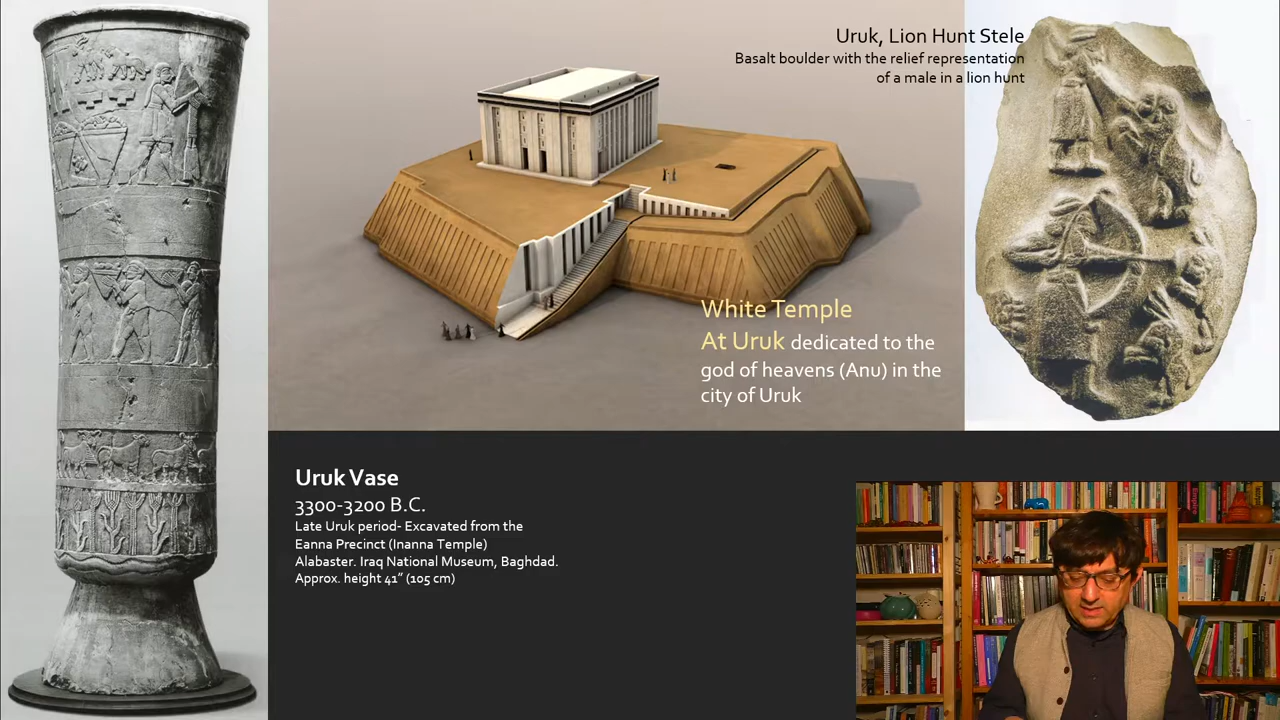 Uruk, Lion Hunt Stele
Basalt boulder with the relief representation
of a male in a lion hunt
White Temple
At Uruk dedicated to the
god of heavens (Anu) in the
city of Uruk
Uruk Vase
3300-3200 B.C.
Late Uruk period- Excavated from the
Eanna Precinct (Inanna Temple)
Alabaster. Iraq National Museum, Baghdad.
Approx. height 41” (105 cm)